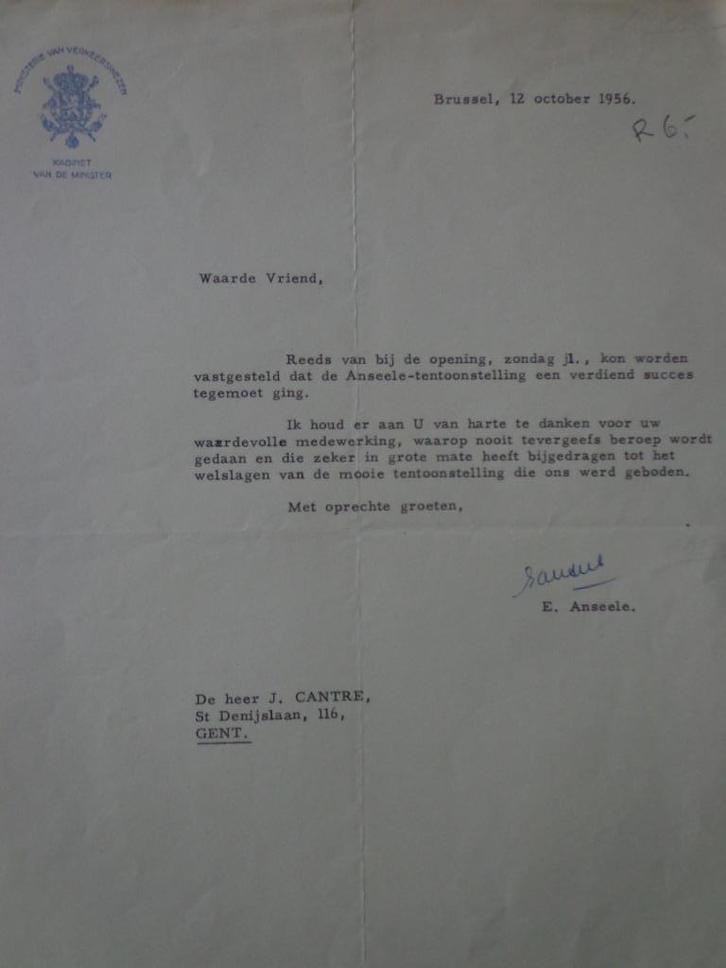 MINISTERIE VAN VERKEERSWEZEN
KABINET
VAN DE MINISTER
Brussel, 12 october 1956.
R 6.-
Waarde Vriend,
Reeds van bij de opening, zondag jl., kon worden
vastgesteld dat de Anseele-tentoonstelling een verdiend succes
tegemoet ging.
Ik houd er aan U van harte te danken voor uw
waardevolle medewerking, waarop nooit tevergeefs beroep wordt
gedaan en die zeker in grote mate heeft bijgedragen tot het
welslagen van de mooie tentoonstelling die ons werd geboden.
Met oprechte groeten,
E. Anseele.
De heer J. CANTRE,
St Denijslaan, 116,
GENT.